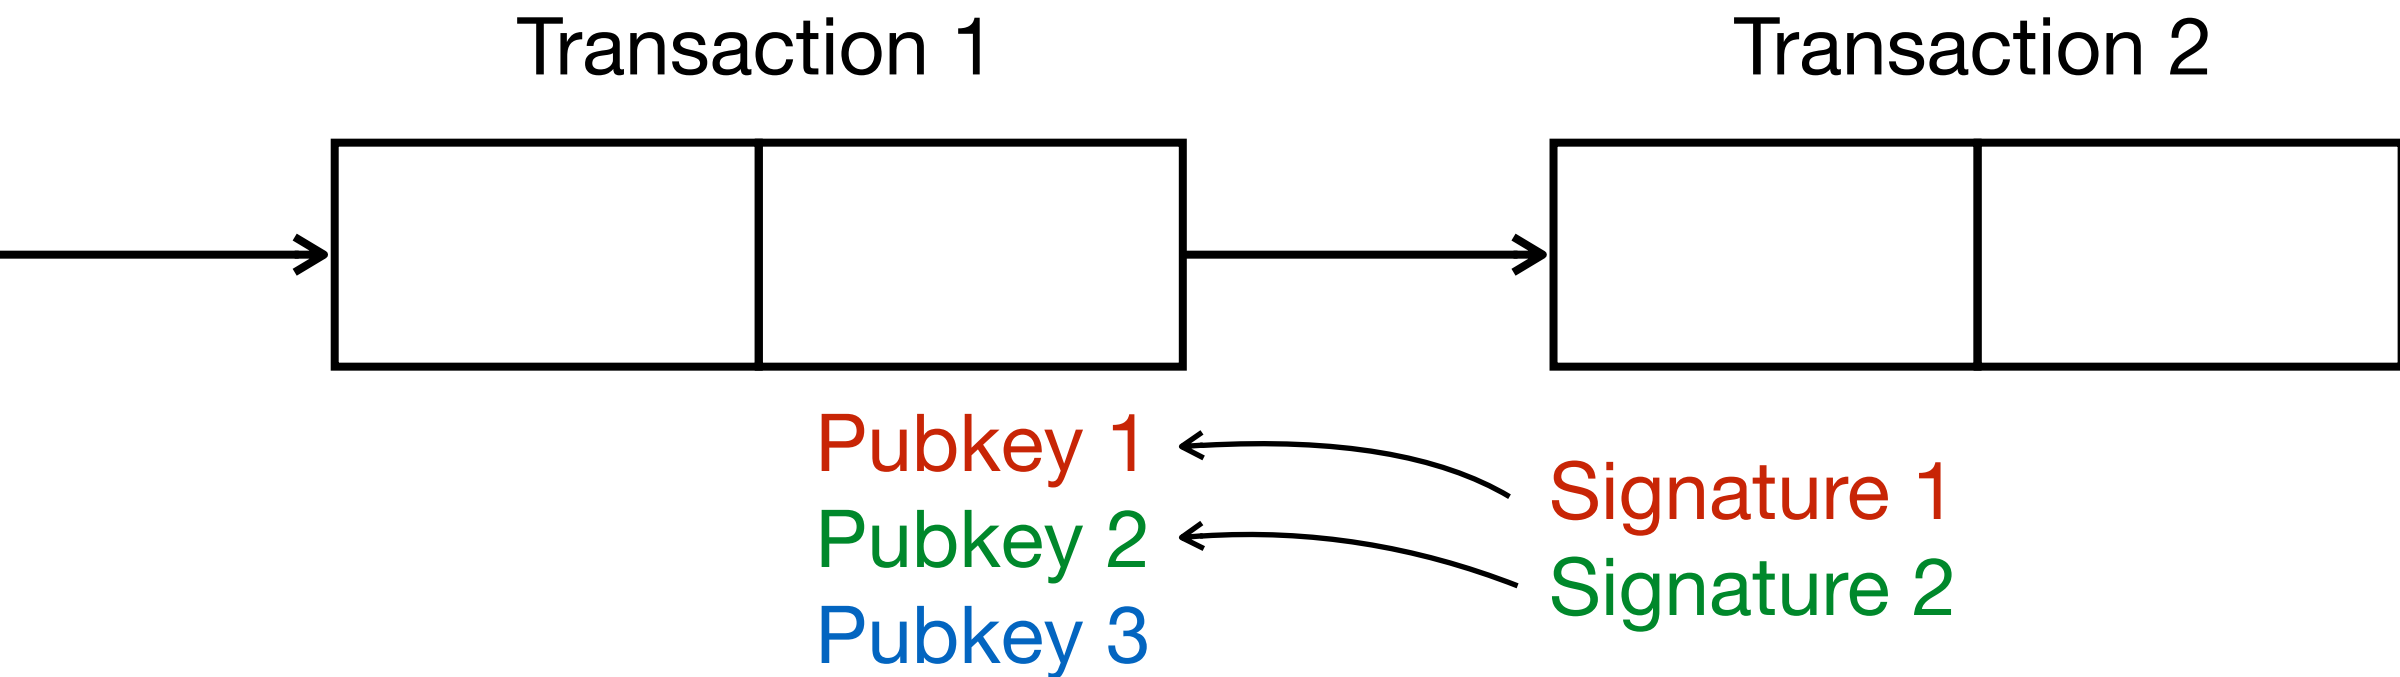 Transaction 1
Transaction 2
Pubkey 1
Signature 1
Pubkey 2
Signature 2
Pubkey 3